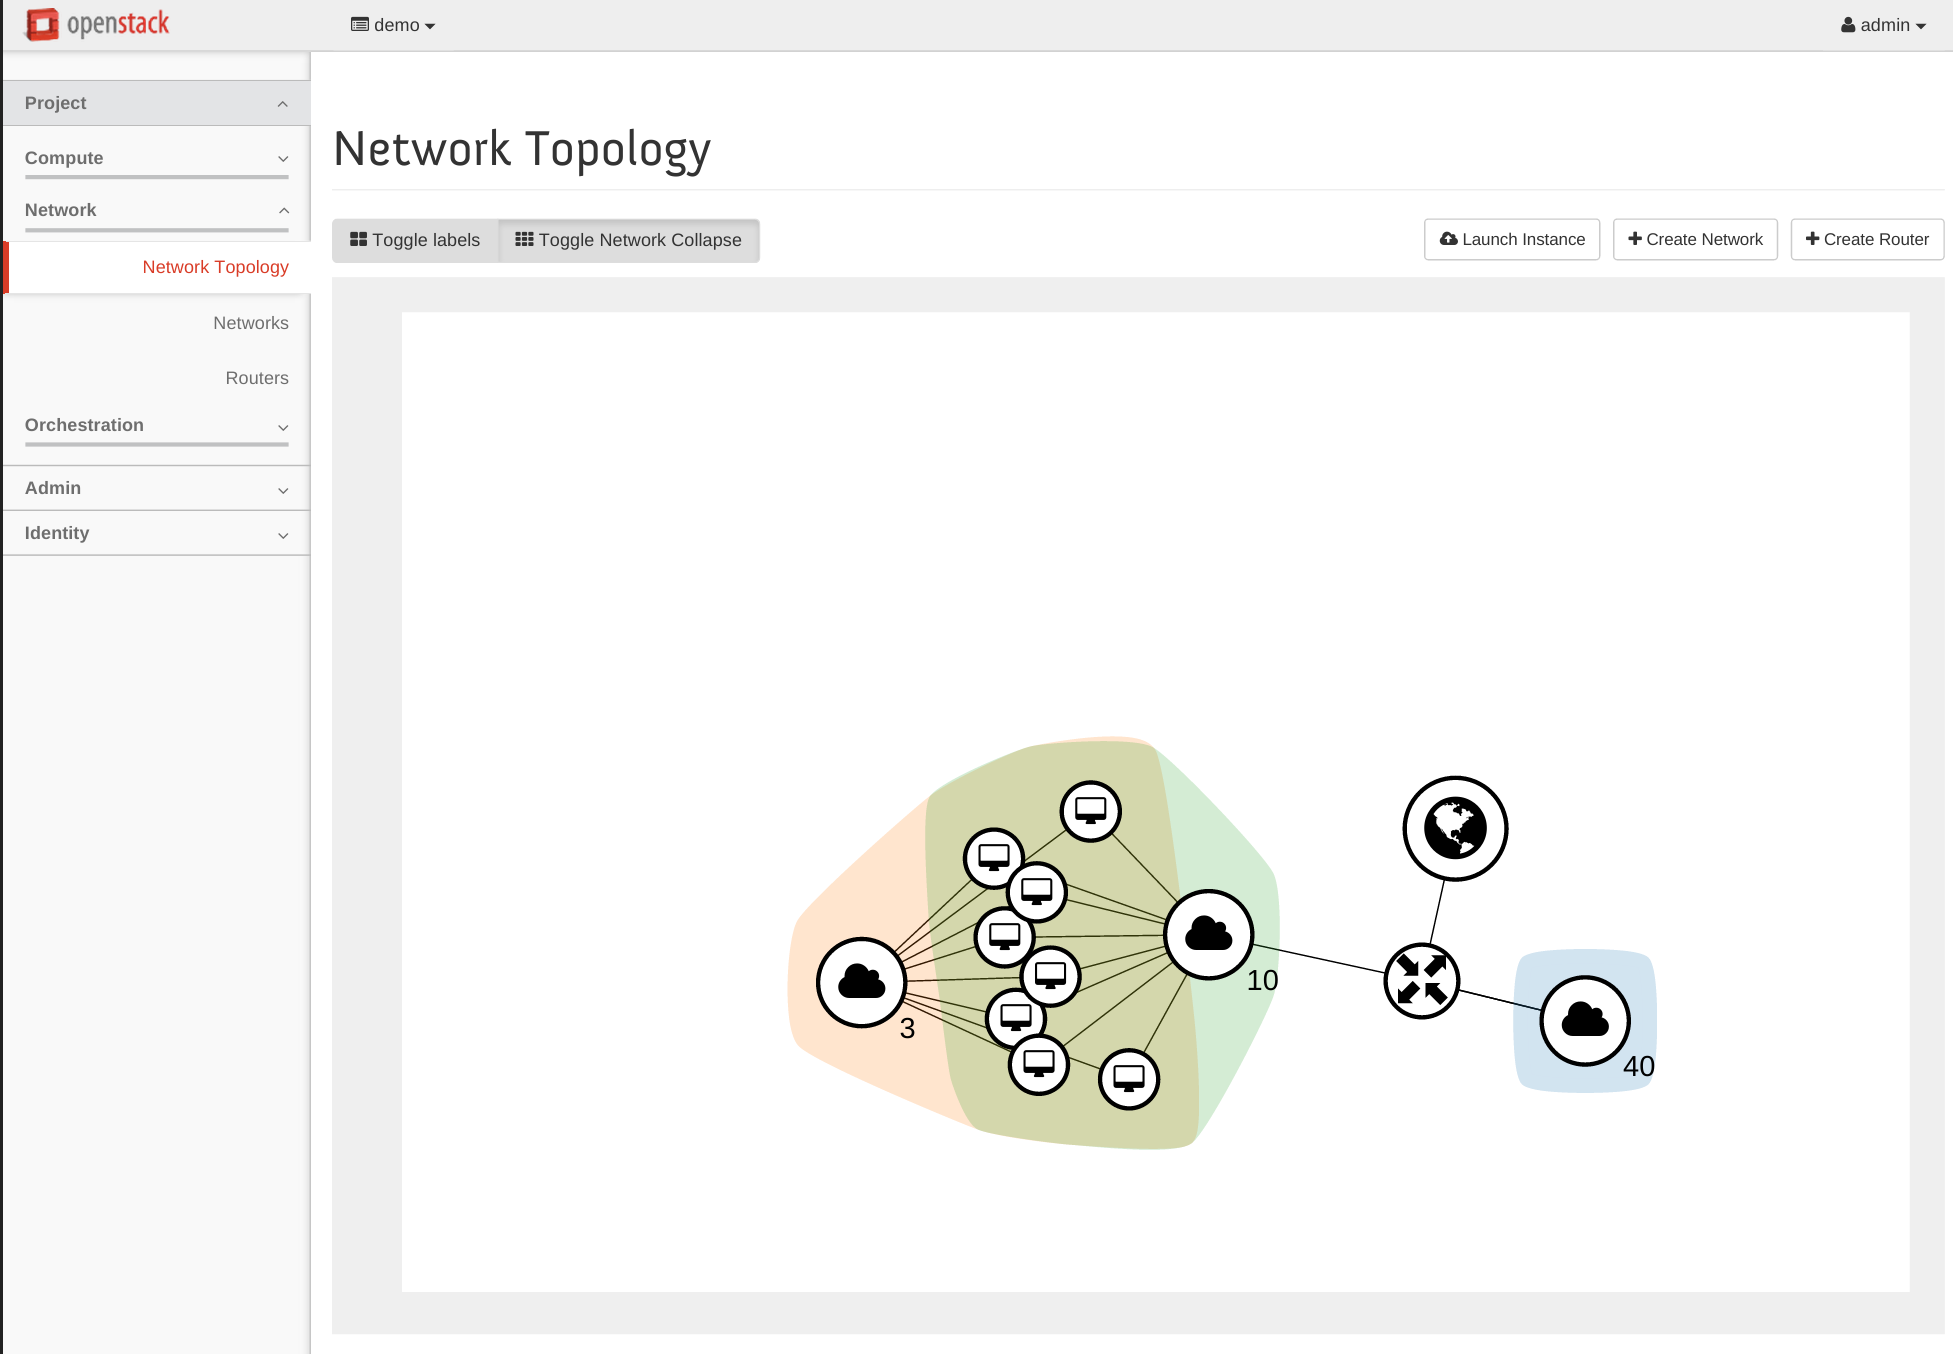 openstack
demo
admin
Project
Compute
Network
Network Topology
Networks
Routers
Orchestration
Admin
Identity
Network Topology
Toggle labels
Toggle Network Collapse
Launch Instance
Create Network
Create Router
3
10
40